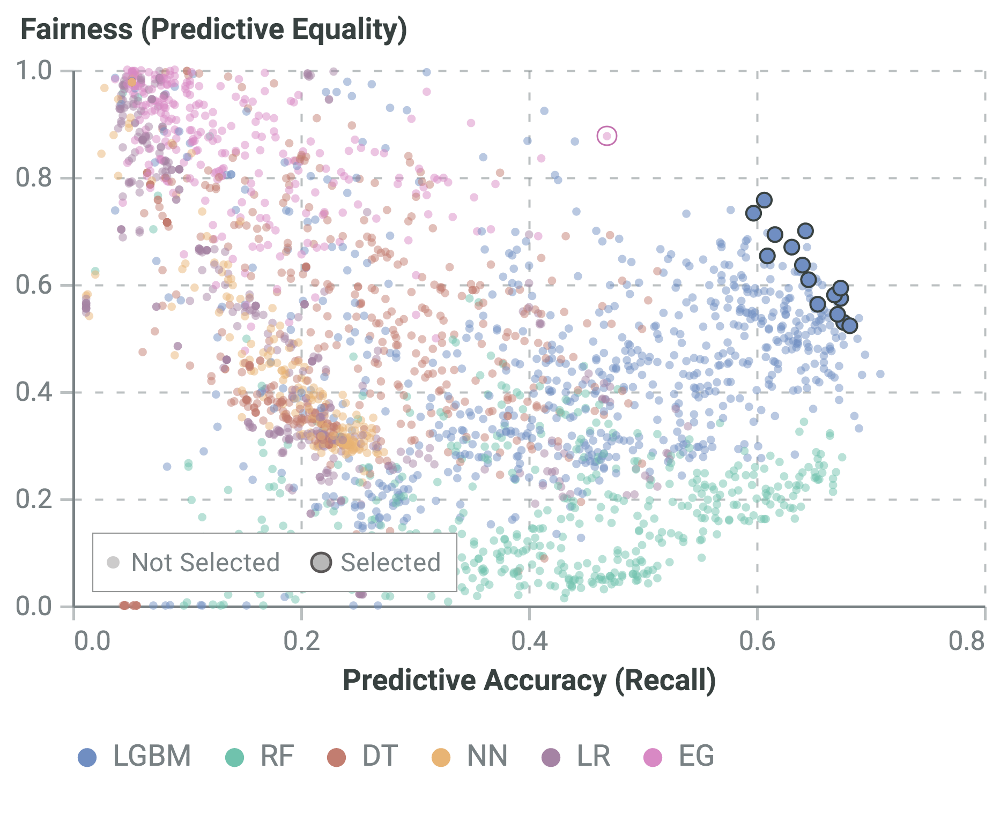 Fairness (Predictive Equality)
1.0
0.8
0.6
0.4
0.2
0.0
Not Selected Selected
0.0 0.2 0.4 0.6 0.8
Predictive Accuracy (Recall)
LGBM RF DT NN LR EG